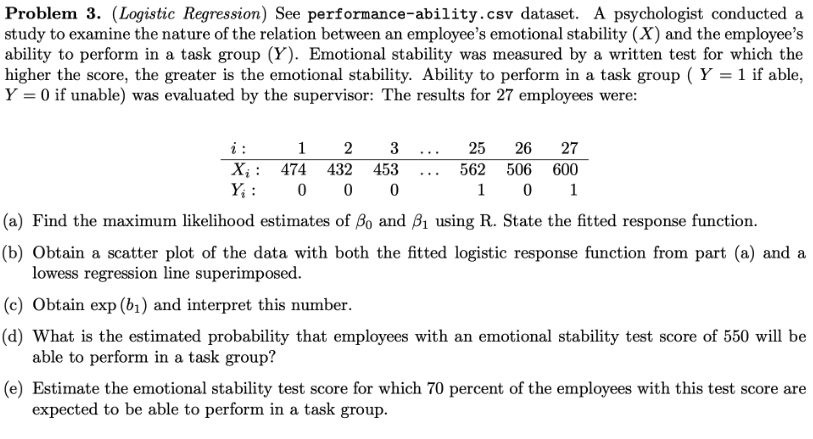 Problem 3. (Logistic Regression) See performance-ability.csv dataset. A psychologist conducted a
study to examine the nature of the relation between an employee's emotional stability (X) and the employee's
ability to perform in a task group (Y). Emotional stability was measured by a written test for which the
higher the score, the greater is the emotional stability. Ability to perform in a task group ( Y = 1 if able,
Y = 0 if unable) was evaluated by the supervisor: The results for 27 employees were:
i : 1 2 3 ... 25 26 27
Xᵢ : 474 432 453 ... 562 506 600
Yᵢ : 0 0 0 1 0 1
(a) Find the maximum likelihood estimates of β₀ and β₁ using R. State the fitted response function.
(b) Obtain a scatter plot of the data with both the fitted logistic response function from part (a) and a
lowess regression line superimposed.
(c) Obtain exp (b₁) and interpret this number.
(d) What is the estimated probability that employees with an emotional stability test score of 550 will be
able to perform in a task group?
(e) Estimate the emotional stability test score for which 70 percent of the employees with this test score are
expected to be able to perform in a task group.